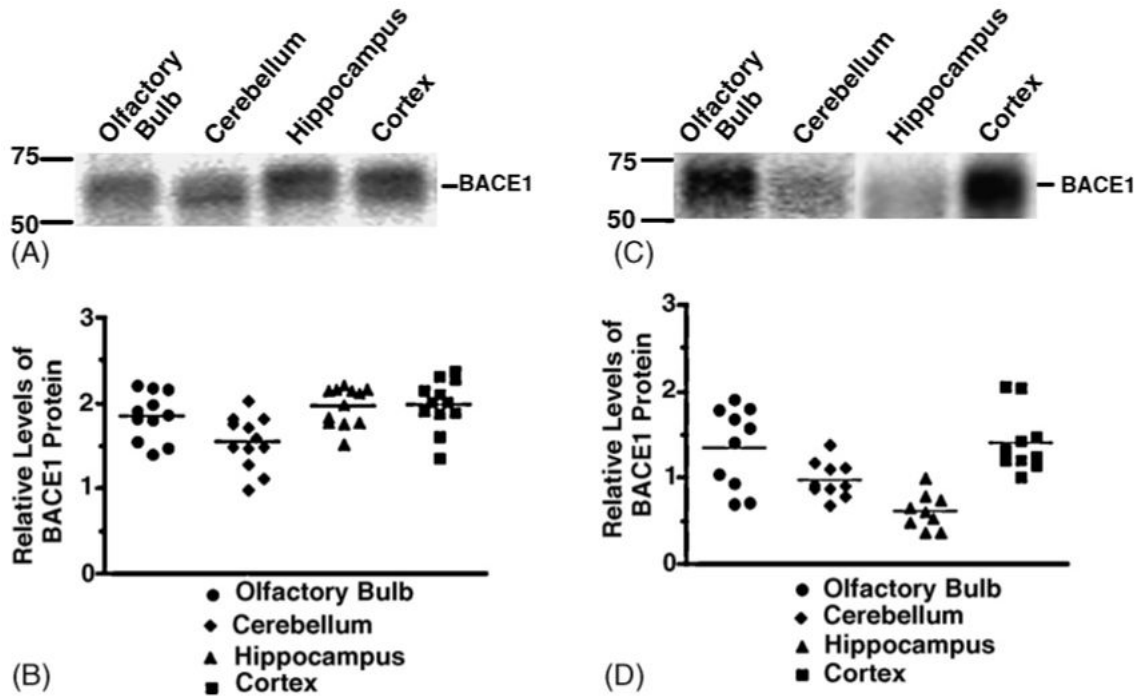 Olfactory
Bulb
Cerebellum
Hippocampus
Cortex
75
50
BACE1
(A)
Olfactory
Bulb
Cerebellum
Hippocampus
Cortex
75
50
BACE1
(C)
Relative Levels of
BACE1 Protein
3
2
1
0
Olfactory Bulb
Cerebellum
Hippocampus
Cortex
(B)
Relative Levels of
BACE1 Protein
3
2
1
0
Olfactory Bulb
Cerebellum
Hippocampus
Cortex
(D)